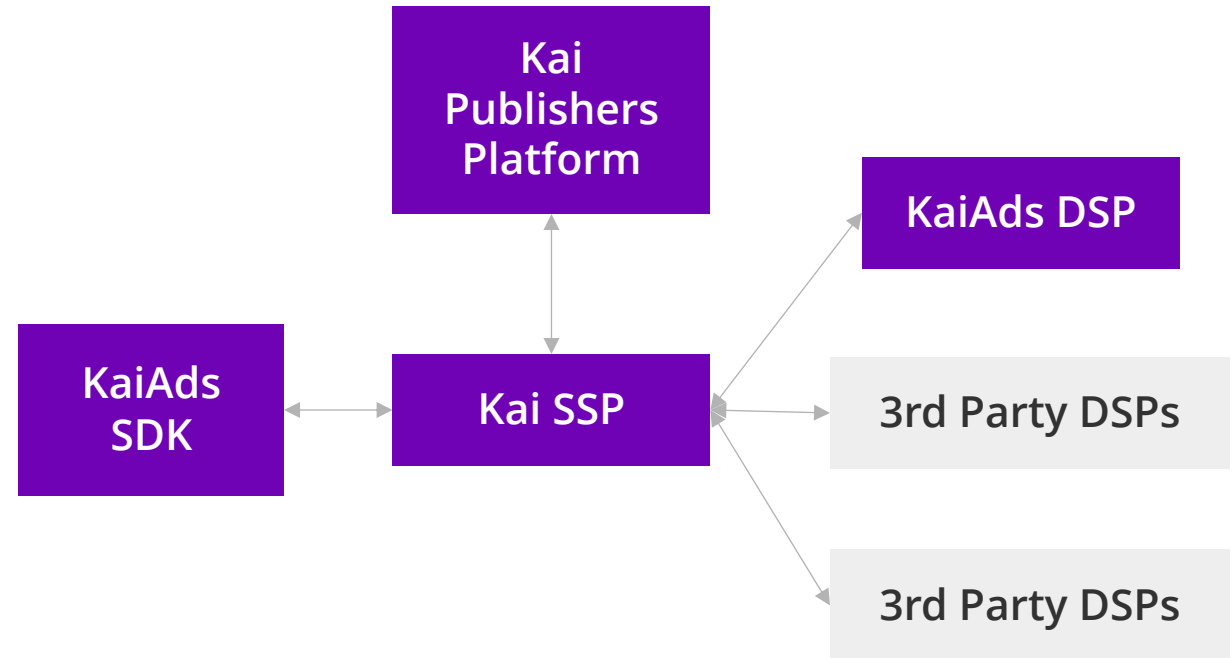 Kai
Publishers
Platform
KaiAds DSP
KaiAds
SDK
Kai SSP
3rd Party DSPs
3rd Party DSPs